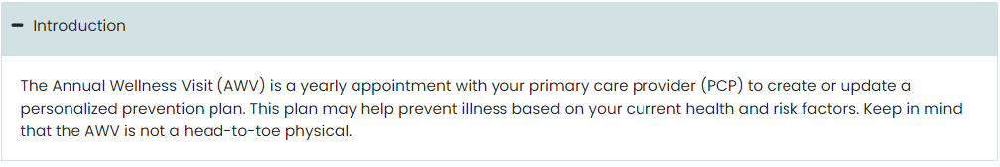 Introduction
The Annual Wellness Visit (AWV) is a yearly appointment with your primary care provider (PCP) to create or update a
personalized prevention plan. This plan may help prevent illness based on your current health and risk factors. Keep in mind
that the AWV is not a head-to-toe physical.